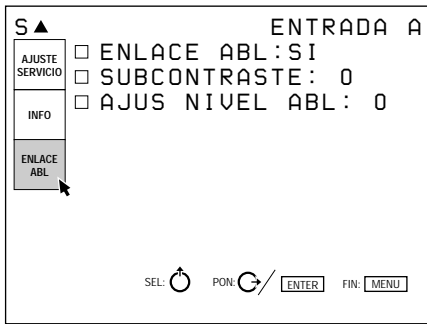 S▲ ENTRADA A
AJUSTE
SERVICIO
INFO
ENLACE
ABL
□ ENLACE ABL:SI
□ SUBCONTRASTE: 0
□ AJUS NIVEL ABL: 0
SEL: PON: / ENTER FIN: MENU